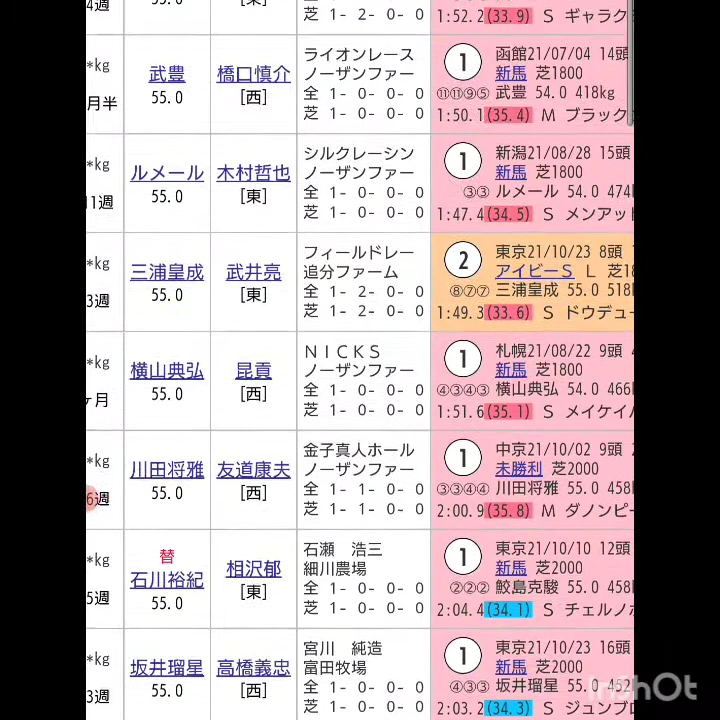 4週
55.0
[東]
芝 1- 2- 0- 0
1:52.2(33.9) S ギャラク
*kg
月半
武豊
55.0
橋口慎介
[西]
ライオンレース
ノーザンファー
全 1- 0- 0- 0
芝 1- 0- 0- 0
1
函館21/07/04 14頭
新馬 芝1800
⑪⑪⑨⑤ 武豊 54.0 418kg
1:50.1(35.4) M ブラック
*kg
11週
ルメール
55.0
木村哲也
[東]
シルクレーシン
ノーザンファー
全 1- 0- 0- 0
芝 1- 0- 0- 0
1
新潟21/08/28 15頭
新馬 芝1800
③③ ルメール 54.0 474
1:47.4(34.5) S メンアット
*kg
3週
三浦皇成
55.0
武井亮
[東]
フィールドレー
追分ファーム
全 1- 2- 0- 0
芝 1- 2- 0- 0
2
東京21/10/23 8頭
アイビーS L 芝18
⑧⑦⑦ 三浦皇成 55.0 518
1:49.3(33.6) S ドウデュー
*kg
ヶ月
横山典弘
55.0
昆貢
[西]
NICKS
ノーザンファー
全 1- 0- 0- 0
芝 1- 0- 0- 0
1
札幌21/08/22 9頭
新馬 芝1800
④③④③ 横山典弘 54.0 466
1:51.6(35.1) S メイケイバ
*kg
6週
川田将雅
55.0
友道康夫
[西]
金子真人ホール
ノーザンファー
全 1- 1- 0- 0
芝 1- 1- 0- 0
1
中京21/10/02 9頭
未勝利 芝2000
③③④④ 川田将雅 55.0 458
2:00.9(35.8) M ダノンピー
*kg
5週
替
石川裕紀
55.0
相沢郁
[東]
石瀬 浩三
細川農場
全 1- 0- 0- 0
芝 1- 0- 0- 0
1
東京21/10/10 12頭
新馬 芝2000
②②② 鮫島克駿 55.0 458
2:04.4(34.1) S チェルノボ
*kg
3週
坂井瑠星
55.0
高橋義忠
[西]
宮川 純造
富田牧場
全 1- 0- 0- 0
芝 1- 0- 0- 0
1
東京21/10/23 16頭
新馬 芝2000
④③③ 坂井瑠星 55.0 452
2:03.2(34.3) S ジュンブロ
InShOt